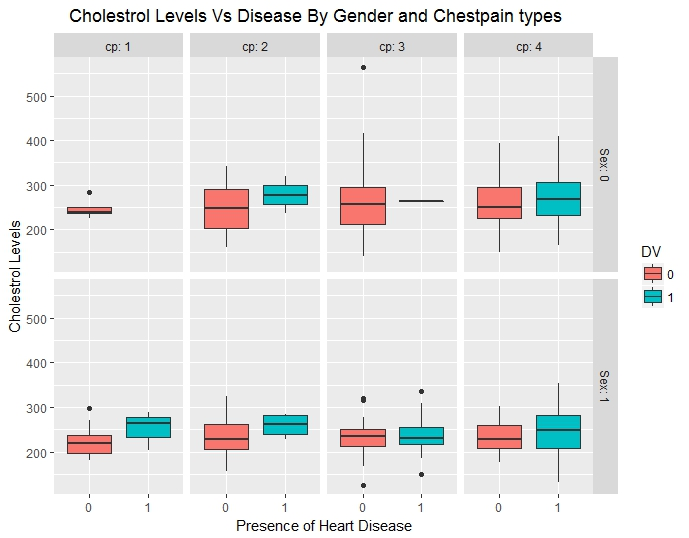 Cholestrol Levels Vs Disease By Gender and Chestpain types
cp: 1
cp: 2
cp: 3
cp: 4
Cholestrol Levels
500
400
300
200
Sex: 0
500
400
300
200
Sex: 1
0
1
0
1
0
1
0
1
Presence of Heart Disease
DV
0
1